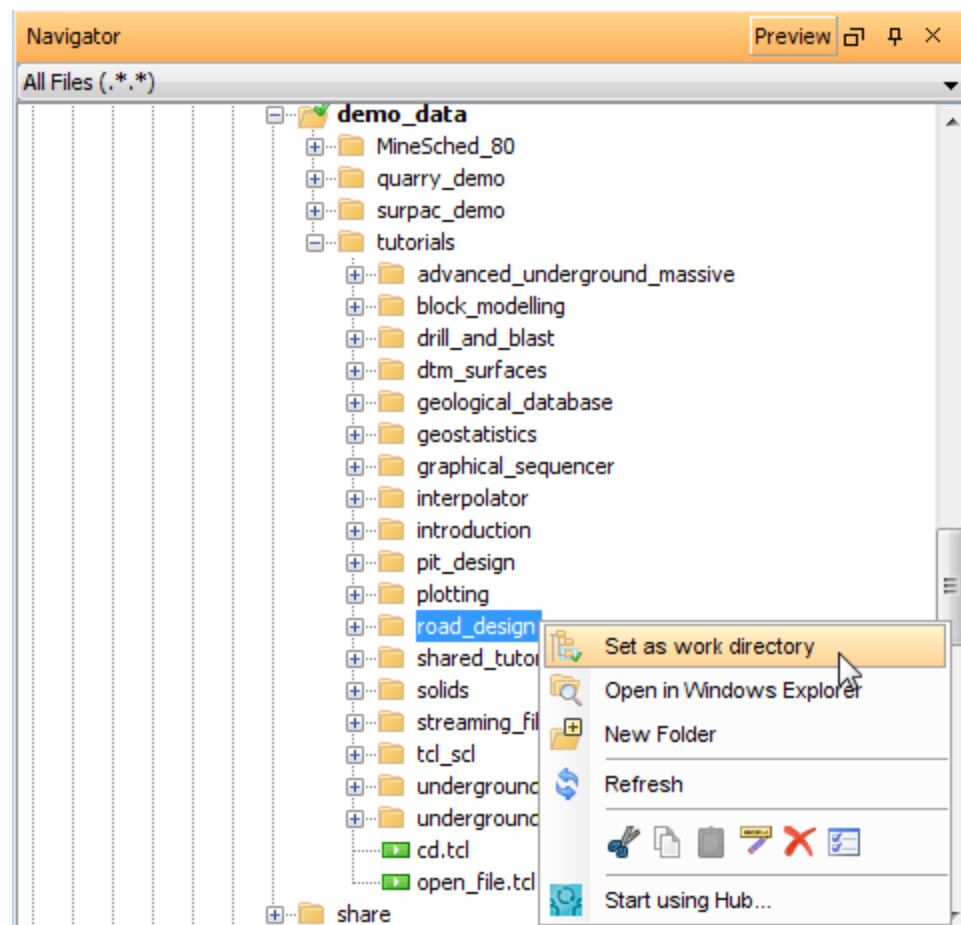 Navigator Preview
All Files (.*.*)
demo_data
MineSched_80
quarry_demo
surpac_demo
tutorials
advanced_underground_massive
block_modelling
drill_and_blast
dtm_surfaces
geological_database
geostatistics
graphical_sequencer
interpolator
introduction
pit_design
plotting
road_design
shared_tutor
solids
streaming_fil
tcl_scl
underground
underground
cd.tcl
open_file.tcl
share
Set as work directory
Open in Windows Explorer
New Folder
Refresh
Start using Hub...